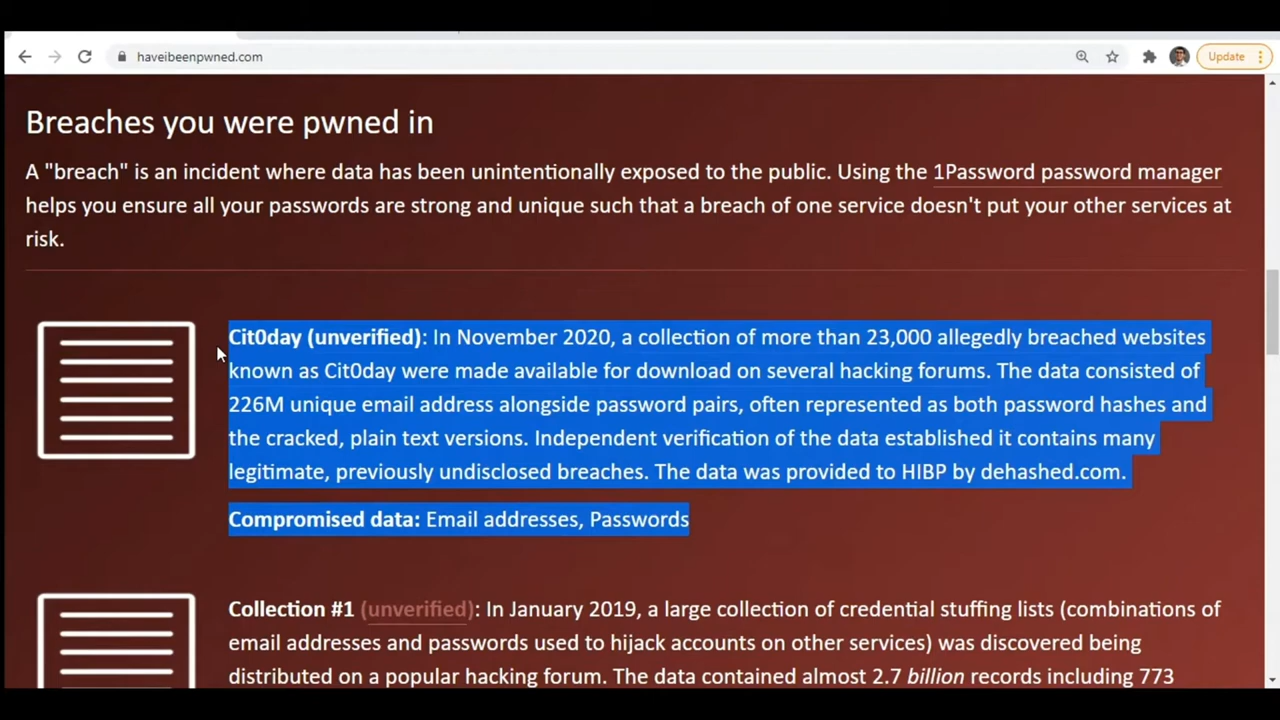 haveibeenpwned.com
Update
Breaches you were pwned in
A "breach" is an incident where data has been unintentionally exposed to the public. Using the 1Password password manager
helps you ensure all your passwords are strong and unique such that a breach of one service doesn't put your other services at
risk.
Cit0day (unverified): In November 2020, a collection of more than 23,000 allegedly breached websites
known as Cit0day were made available for download on several hacking forums. The data consisted of
226M unique email address alongside password pairs, often represented as both password hashes and
the cracked, plain text versions. Independent verification of the data established it contains many
legitimate, previously undisclosed breaches. The data was provided to HIBP by dehashed.com.
Compromised data: Email addresses, Passwords
Collection #1 (unverified): In January 2019, a large collection of credential stuffing lists (combinations of
email addresses and passwords used to hijack accounts on other services) was discovered being
distributed on a popular hacking forum. The data contained almost 2.7 billion records including 773